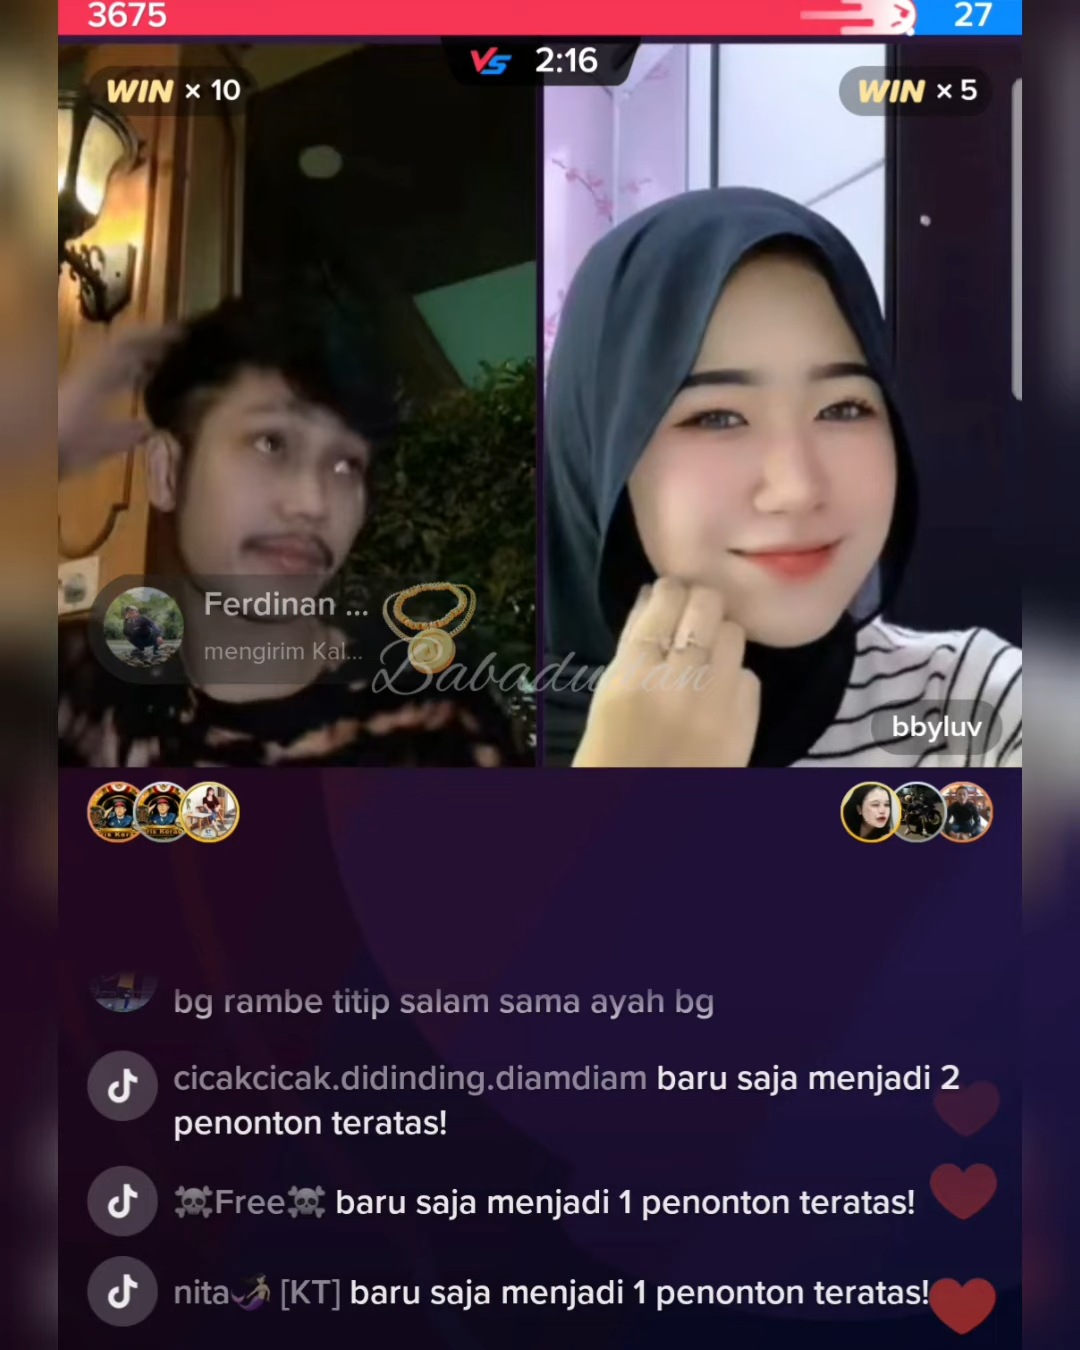 3675
27
VS 2:16
WIN × 10
WIN × 5
Ferdinan ...
mengirim Kal...
bbyluv
bg rambe titip salam sama ayah bg
cicakcicak.didinding.diamdiam baru saja menjadi 2
penonton teratas!
☠️Free☠️ baru saja menjadi 1 penonton teratas!
nita🧜🏻‍♀️ [KT] baru saja menjadi 1 penonton teratas!